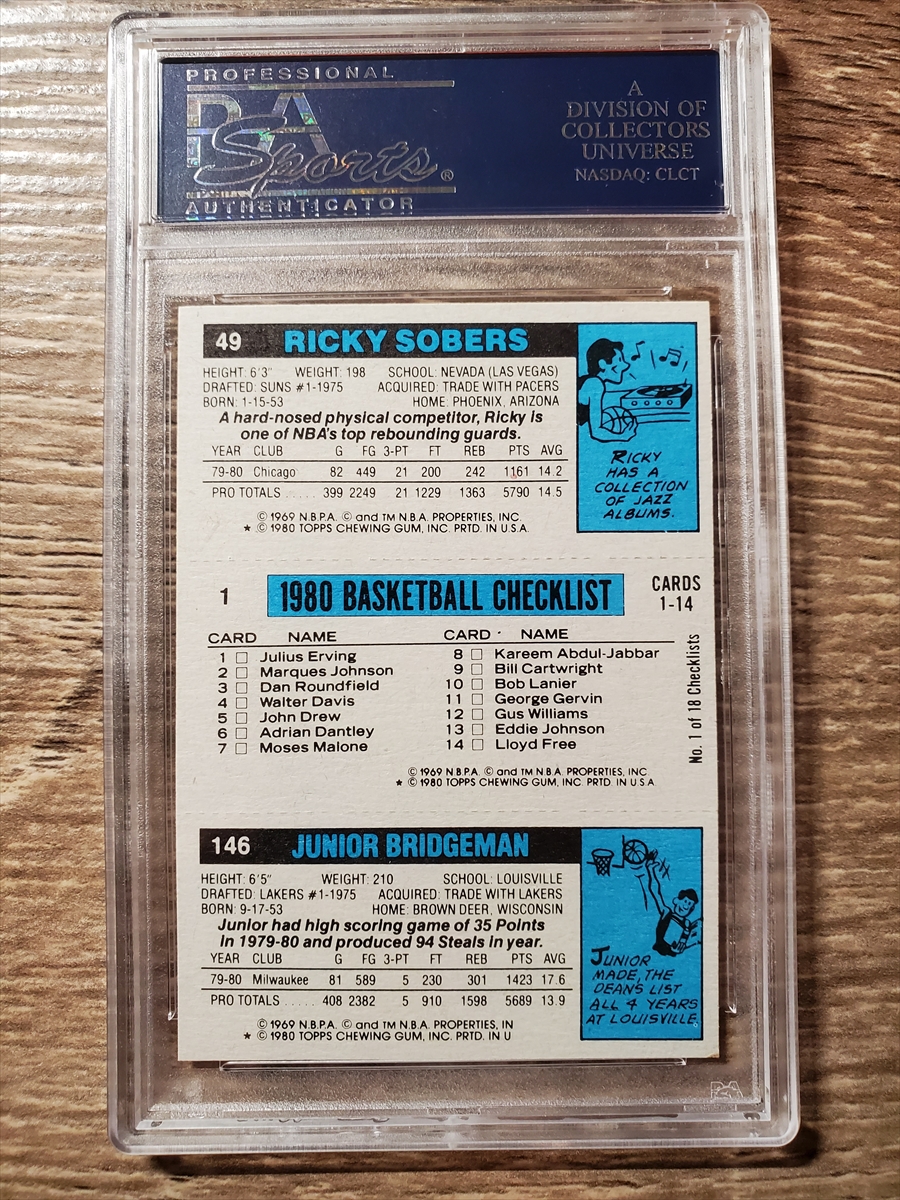 PROFESSIONAL
PSA
Sports®
AUTHENTICATOR
A
DIVISION OF
COLLECTORS
UNIVERSE
NASDAQ: CLCT
49 RICKY SOBERS
HEIGHT: 6'3" WEIGHT: 198 SCHOOL: NEVADA (LAS VEGAS)
DRAFTED: SUNS #1-1975 ACQUIRED: TRADE WITH PACERS
BORN: 1-15-53 HOME: PHOENIX, ARIZONA
A hard-nosed physical competitor, Ricky is
one of NBA's top rebounding guards.
YEAR CLUB G FG 3-PT FT REB PTS AVG
79-80 Chicago 82 449 21 200 242 1161 14.2
PRO TOTALS ..... 399 2249 21 1229 1363 5790 14.5
© 1969 N.B.P.A. © and TM N.B.A. PROPERTIES, INC.
* © 1980 TOPPS CHEWING GUM, INC. PRTD. IN U.S.A.
RICKY
HAS A
COLLECTION
OF JAZZ
ALBUMS.
1 1980 BASKETBALL CHECKLIST CARDS
1-14
CARD NAME CARD NAME
1 □ Julius Erving 8 □ Kareem Abdul-Jabbar
2 □ Marques Johnson 9 □ Bill Cartwright
3 □ Dan Roundfield 10 □ Bob Lanier
4 □ Walter Davis 11 □ George Gervin
5 □ John Drew 12 □ Gus Williams
6 □ Adrian Dantley 13 □ Eddie Johnson
7 □ Moses Malone 14 □ Lloyd Free
No. 1 of 18 Checklists
© 1969 N.B.P.A. © and TM N.B.A. PROPERTIES, INC.
* © 1980 TOPPS CHEWING GUM, INC. PRTD. IN U.S.A
146 JUNIOR BRIDGEMAN
HEIGHT: 6'5" WEIGHT: 210 SCHOOL: LOUISVILLE
DRAFTED: LAKERS #1-1975 ACQUIRED: TRADE WITH LAKERS
BORN: 9-17-53 HOME: BROWN DEER, WISCONSIN
Junior had high scoring game of 35 Points
in 1979-80 and produced 94 Steals in year.
YEAR CLUB G FG 3-PT FT REB PTS AVG
79-80 Milwaukee 81 589 5 230 301 1423 17.6
PRO TOTALS ..... 408 2382 5 910 1598 5689 13.9
© 1969 N.B.P.A. © and TM N.B.A. PROPERTIES, IN
* © 1980 TOPPS CHEWING GUM, INC. PRTD. IN U
JUNIOR
MADE THE
DEAN'S LIST
ALL 4 YEARS
AT LOUISVILLE.
PSA